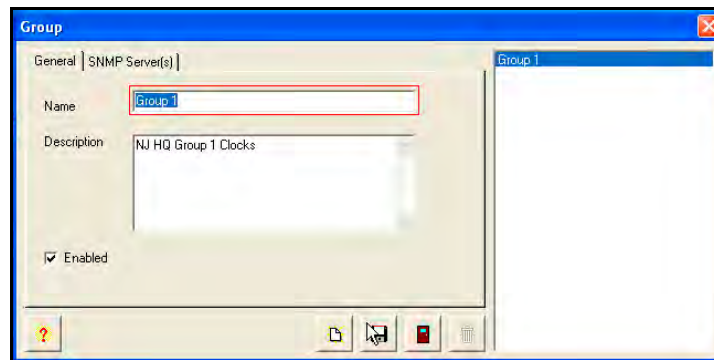 Group
General SNMP Server(s)
Name Group 1
Description NJ HQ Group 1 Clocks
Enabled
?
Group 1